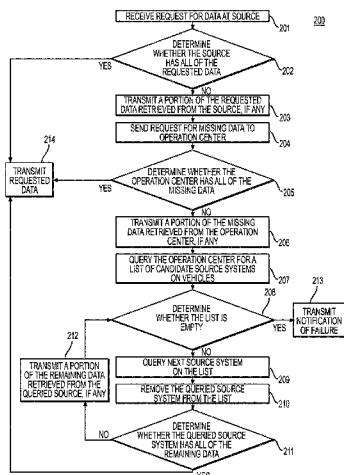 RECEIVE REQUEST FOR DATA AT SOURCE
201
200
DETERMINE
WHETHER THE SOURCE
HAS ALL OF THE
REQUESTED DATA
YES
202
NO
TRANSMIT A PORTION OF THE REQUESTED
DATA RETRIEVED FROM THE SOURCE, IF ANY
203
SEND REQUEST FOR MISSING DATA TO
OPERATION CENTER
204
214
TRANSMIT
REQUESTED
DATA
DETERMINE WHETHER THE
OPERATION CENTER HAS ALL OF THE
MISSING DATA
YES
205
NO
TRANSMIT A PORTION OF THE MISSING
DATA RETRIEVED FROM THE OPERATION
CENTER, IF ANY
206
QUERY THE OPERATION CENTER FOR A
LIST OF CANDIDATE SOURCE SYSTEMS
ON VEHICLES
207
208
DETERMINE
WHETHER THE LIST IS
EMPTY
YES
213
TRANSMIT
NOTIFICATION
OF FAILURE
NO
212
TRANSMIT A PORTION
OF THE REMAINING DATA
RETRIEVED FROM THE
QUERIED SOURCE, IF ANY
QUERY NEXT SOURCE SYSTEM
ON THE LIST
209
REMOVE THE QUERIED SOURCE
SYSTEM FROM THE LIST
210
DETERMINE
WHETHER THE QUERIED SOURCE
SYSTEM HAS ALL OF THE
REMAINING DATA
NO
211
YES